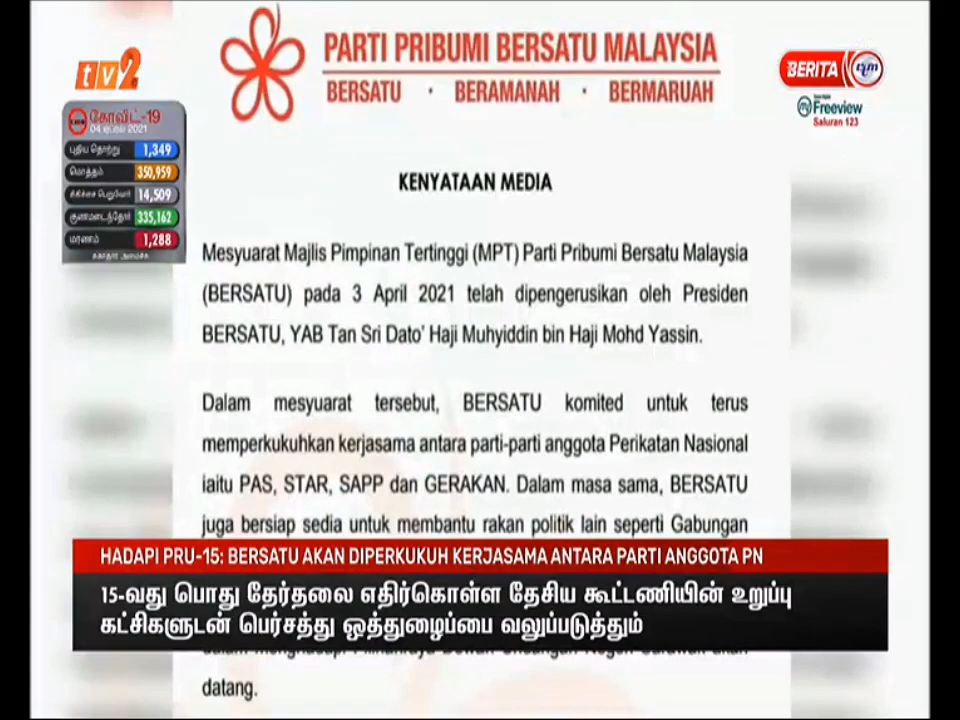 PARTI PRIBUMI BERSATU MALAYSIA
BERSATU · BERAMANAH · BERMARUAH
tv2
BERITA rtm
Freeview
Saluran 123
கோவிட்-19
04 ஏப்ரல் 2021
புதிய தொற்று 1,349
மொத்தம் 350,959
சிகிச்சை பெறுவோர் 14,509
குணமடைந்தோர் 335,162
மரணம் 1,288
சுகாதார அமைச்சு
KENYATAAN MEDIA
Mesyuarat Majlis Pimpinan Tertinggi (MPT) Parti Pribumi Bersatu Malaysia
(BERSATU) pada 3 April 2021 telah dipengerusikan oleh Presiden
BERSATU, YAB Tan Sri Dato' Haji Muhyiddin bin Haji Mohd Yassin.
Dalam mesyuarat tersebut, BERSATU komited untuk terus
memperkukuhkan kerjasama antara parti-parti anggota Perikatan Nasional
iaitu PAS, STAR, SAPP dan GERAKAN. Dalam masa sama, BERSATU
juga bersiap sedia untuk membantu rakan politik lain seperti Gabungan
HADAPI PRU-15: BERSATU AKAN DIPERKUKUH KERJASAMA ANTARA PARTI ANGGOTA PN
15-வது பொது தேர்தலை எதிர்கொள்ள தேசிய கூட்டணியின் உறுப்பு
கட்சிகளுடன் பெர்சத்து ஒத்துழைப்பை வலுப்படுத்தும்
datang.